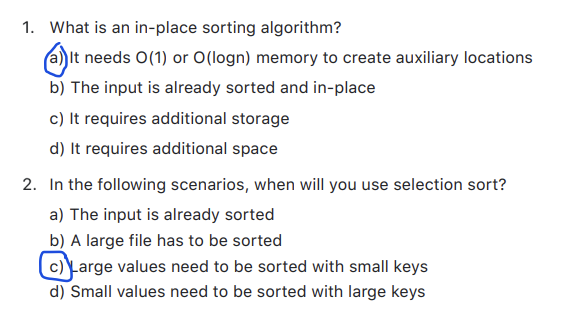 1. What is an in-place sorting algorithm?
a) It needs O(1) or O(logn) memory to create auxiliary locations
b) The input is already sorted and in-place
c) It requires additional storage
d) It requires additional space
2. In the following scenarios, when will you use selection sort?
a) The input is already sorted
b) A large file has to be sorted
c) Large values need to be sorted with small keys
d) Small values need to be sorted with large keys